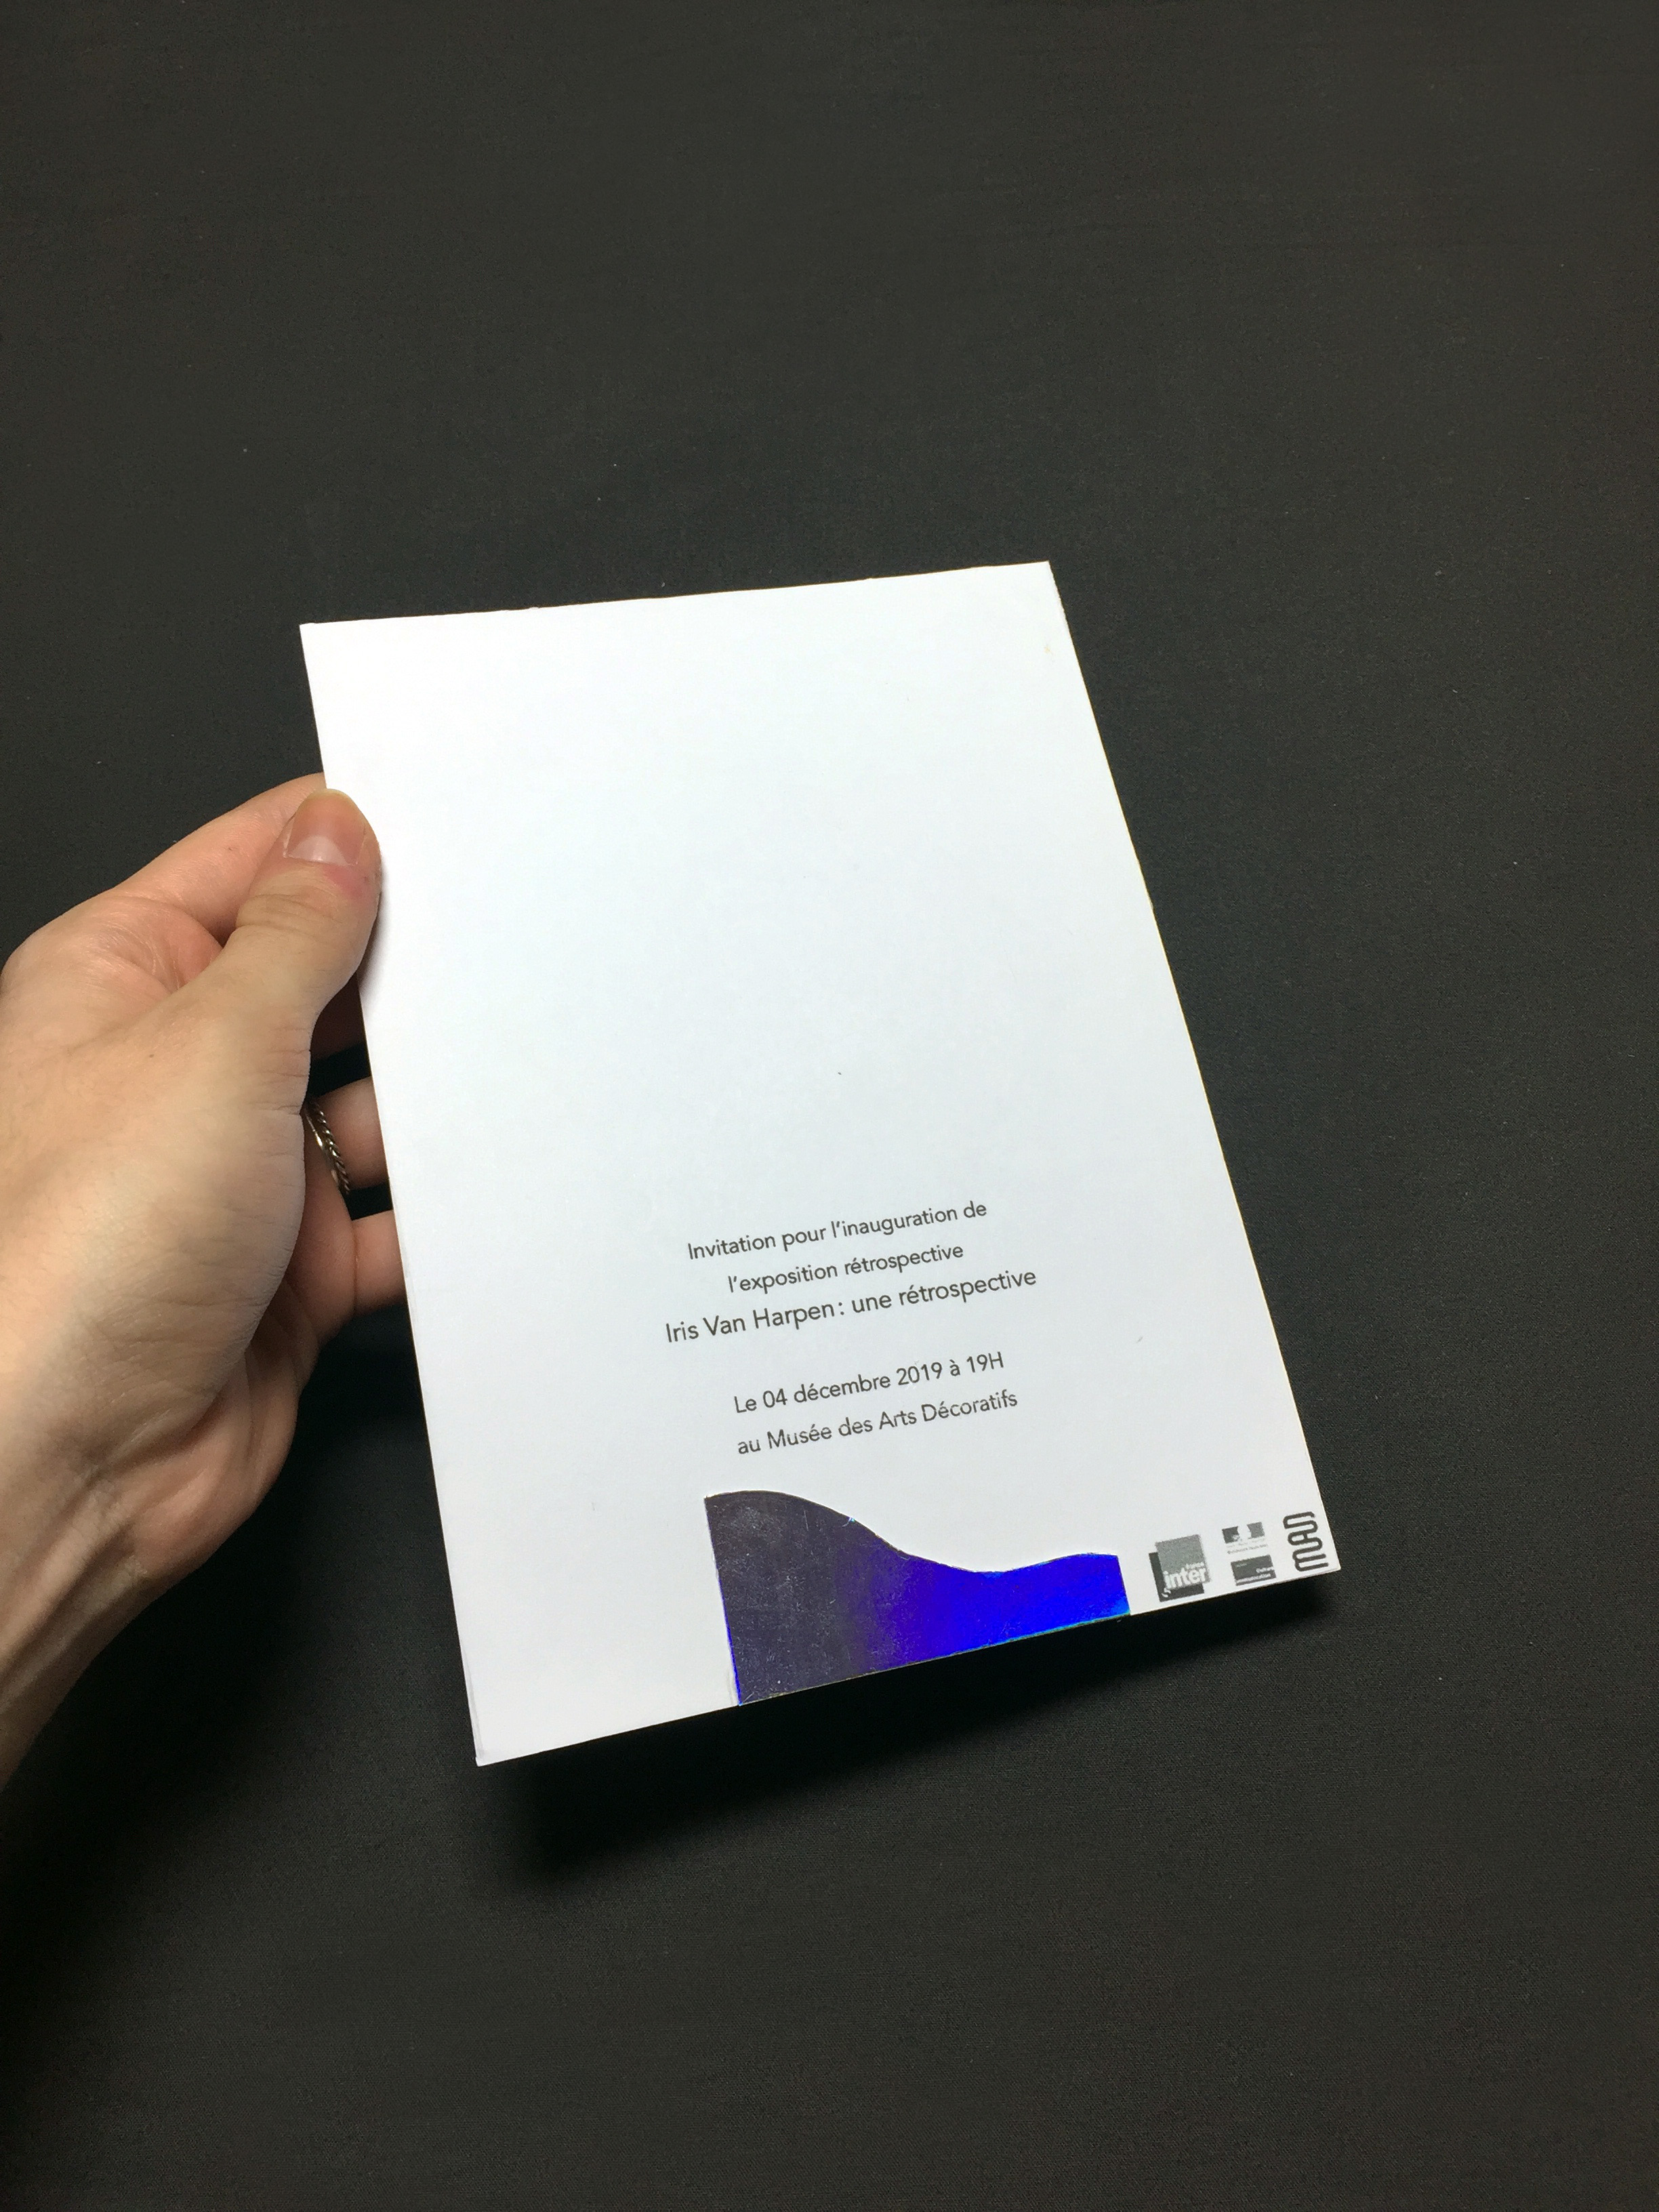 Invitation pour l'inauguration de
l'exposition rétrospective
Iris Van Harpen : une rétrospective
Le 04 décembre 2019 à 19H
au Musée des Arts Décoratifs
inter
MAD